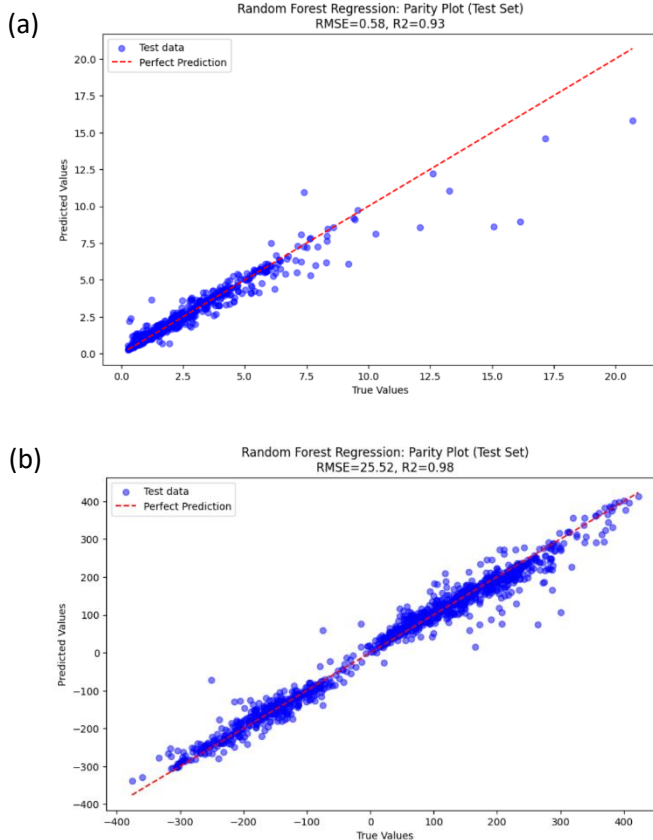 (a)
Random Forest Regression: Parity Plot (Test Set)
RMSE=0.58, R2=0.93
Test data
Perfect Prediction
20.0
17.5
15.0
12.5
10.0
7.5
5.0
2.5
0.0
Predicted Values
0.0 2.5 5.0 7.5 10.0 12.5 15.0 17.5 20.0
True Values
(b)
Random Forest Regression: Parity Plot (Test Set)
RMSE=25.52, R2=0.98
Test data
Perfect Prediction
400
300
200
100
0
−100
−200
−300
−400
Predicted Values
−400 −300 −200 −100 0 100 200 300 400
True Values